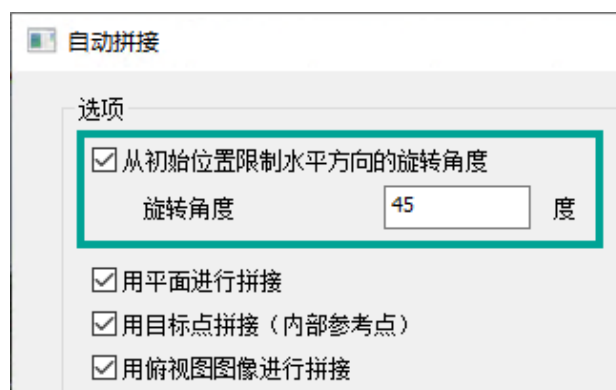 自动拼接
选项
从初始位置限制水平方向的旋转角度
旋转角度 45 度
用平面进行拼接
用目标点拼接（内部参考点）
用俯视图图像进行拼接